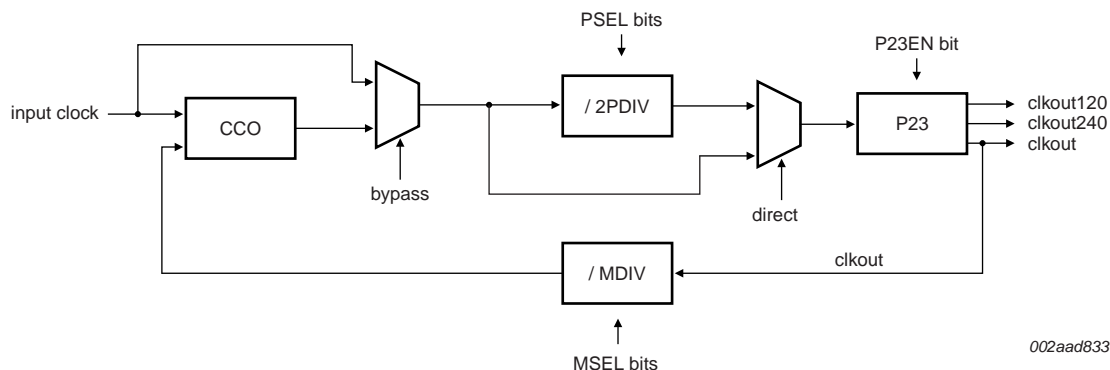 PSEL bits
P23EN bit
input clock
CCO
/ 2PDIV
P23
clkout120
clkout240
clkout
bypass
direct
clkout
/ MDIV
MSEL bits
002aad833